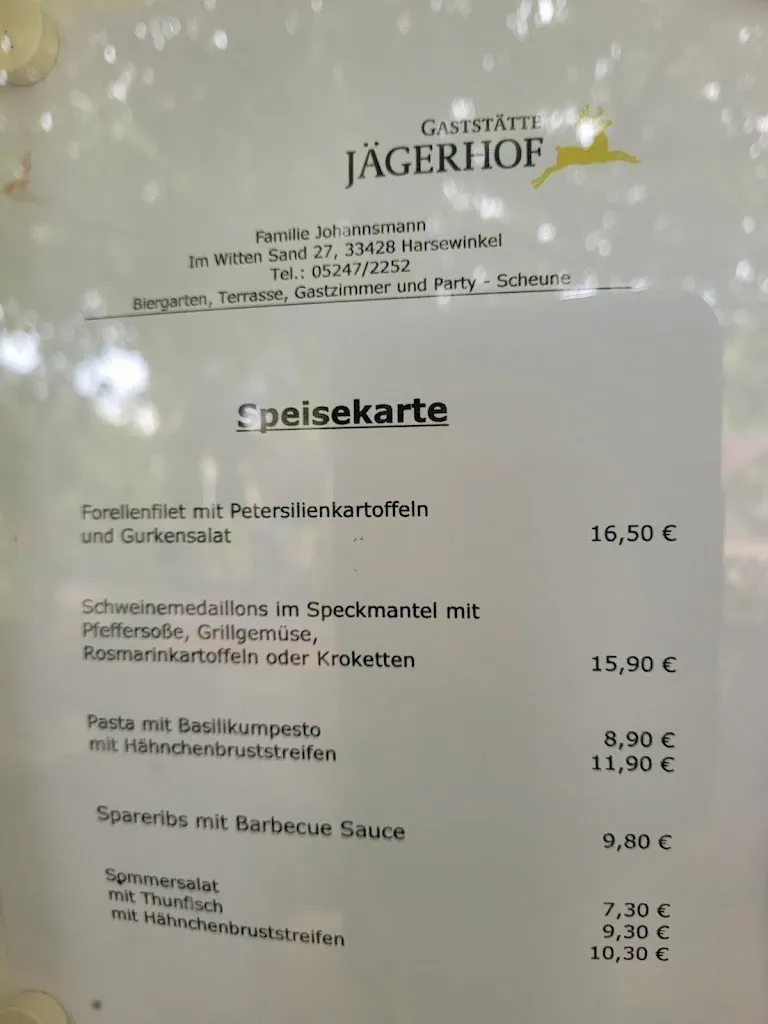 GASTSTÄTTE
JÄGERHOF
Familie Johannsmann
Im Witten Sand 27, 33428 Harsewinkel
Tel.: 05247/2252
Biergarten, Terrasse, Gastzimmer und Party - Scheune
Speisekarte
Forellenfilet mit Petersilienkartoffeln
und Gurkensalat 16,50 €
Schweinemedaillons im Speckmantel mit
Pfeffersoße, Grillgemüse,
Rosmarinkartoffeln oder Kroketten 15,90 €
Pasta mit Basilikumpesto 8,90 €
mit Hähnchenbruststreifen 11,90 €
Spareribs mit Barbecue Sauce 9,80 €
Sommersalat 7,30 €
mit Thunfisch 9,30 €
mit Hähnchenbruststreifen 10,30 €